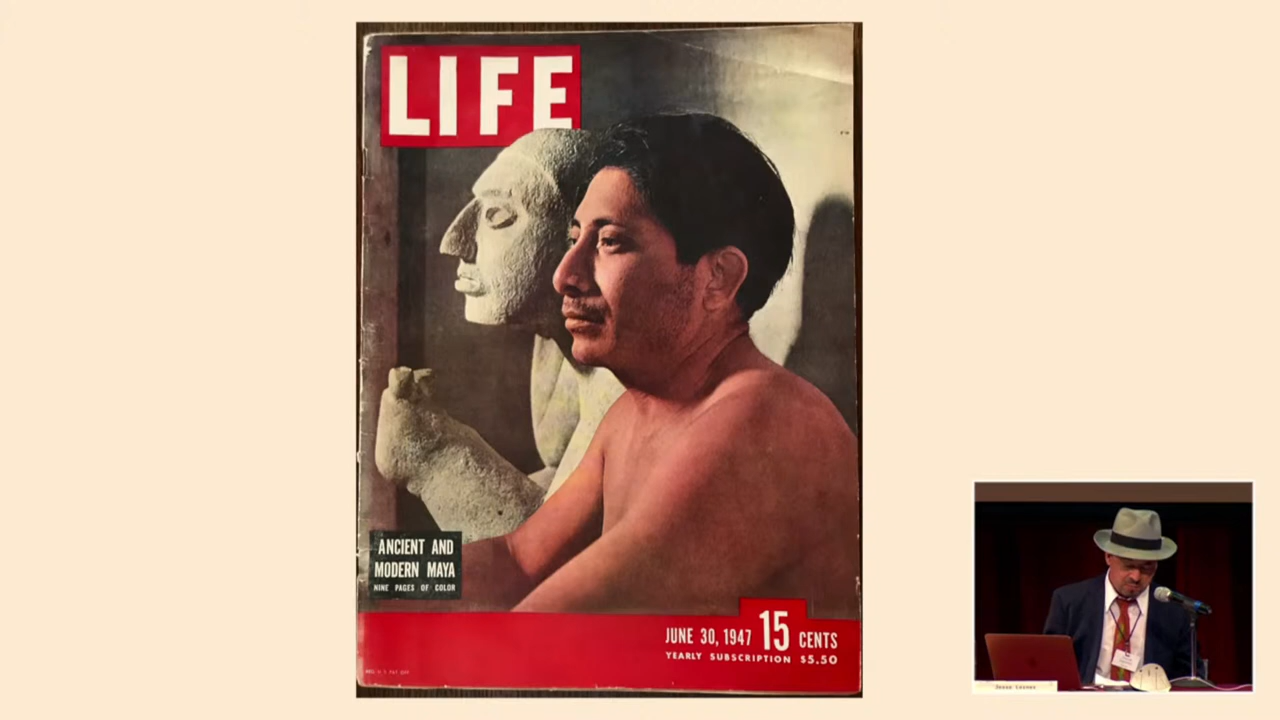 LIFE
ANCIENT AND
MODERN MAYA
NINE PAGES OF COLOR
JUNE 30, 1947 15 CENTS
YEARLY SUBSCRIPTION $5.50